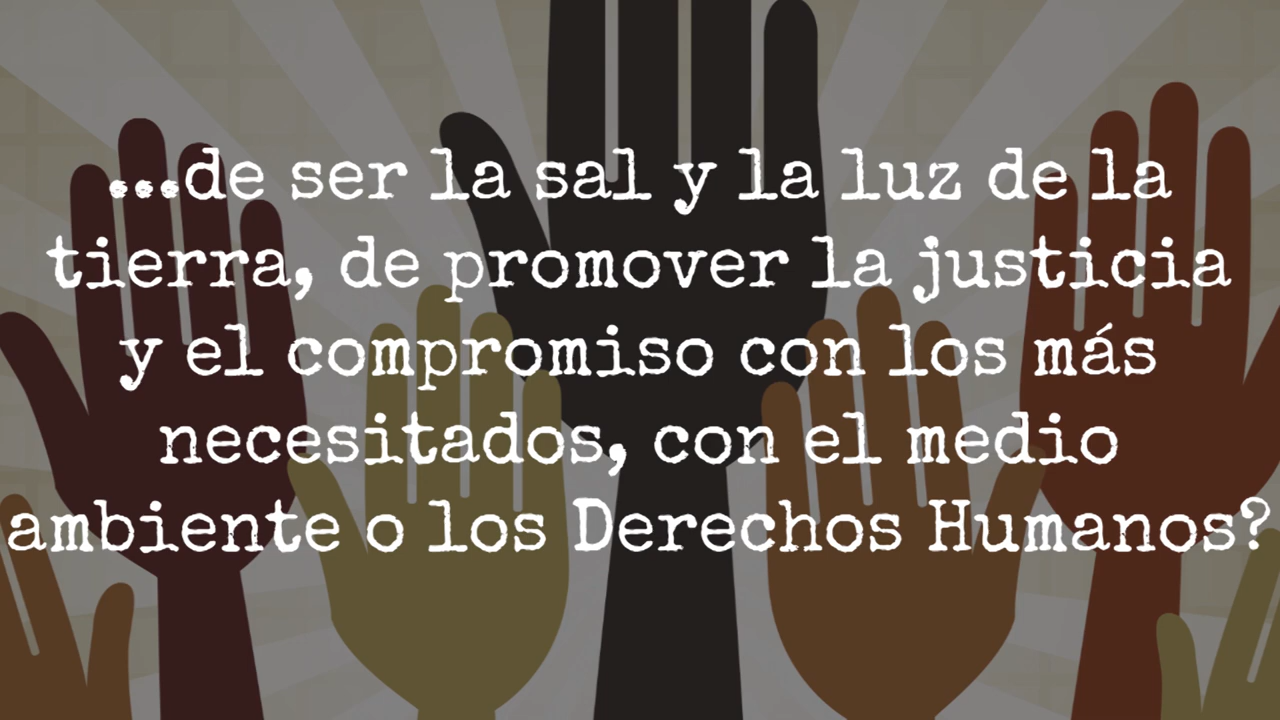 ...de ser la sal y la luz de la
tierra, de promover la justicia
y el compromiso con los más
necesitados, con el medio
ambiente o los Derechos Humanos?